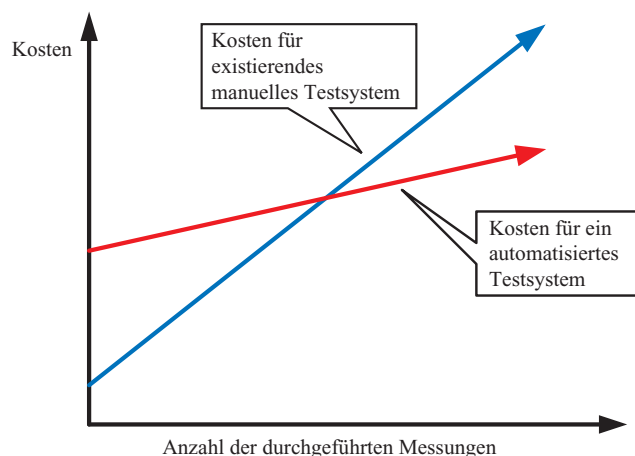 Kosten
Kosten für
existierendes
manuelles Testsystem
Kosten für ein
automatisiertes
Testsystem
Anzahl der durchgeführten Messungen